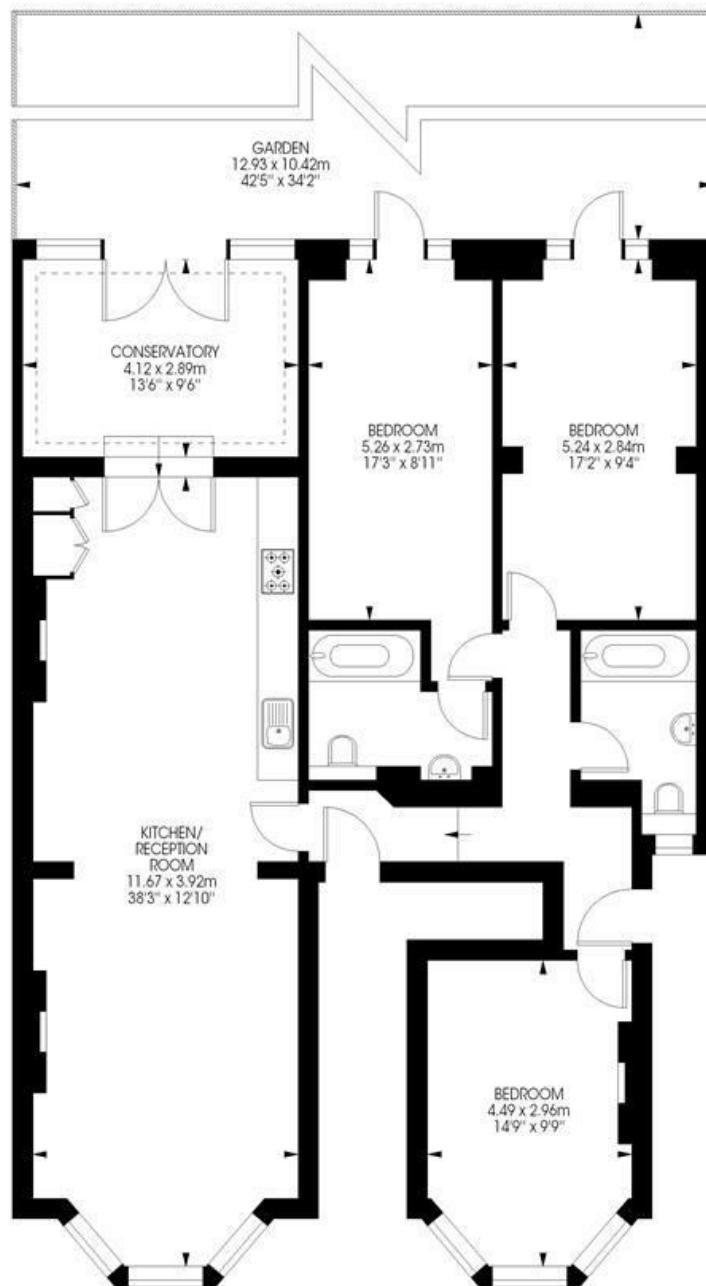 GARDEN
12.93 x 10.42m
42'5" x 34'2"
CONSERVATORY
4.12 x 2.89m
13'6" x 9'6"
BEDROOM
5.26 x 2.73m
17'3" x 8'11"
BEDROOM
5.24 x 2.84m
17'2" x 9'4"
KITCHEN/
RECEPTION
ROOM
11.67 x 3.92m
38'3" x 12'10"
BEDROOM
4.49 x 2.96m
14'9" x 9'9"